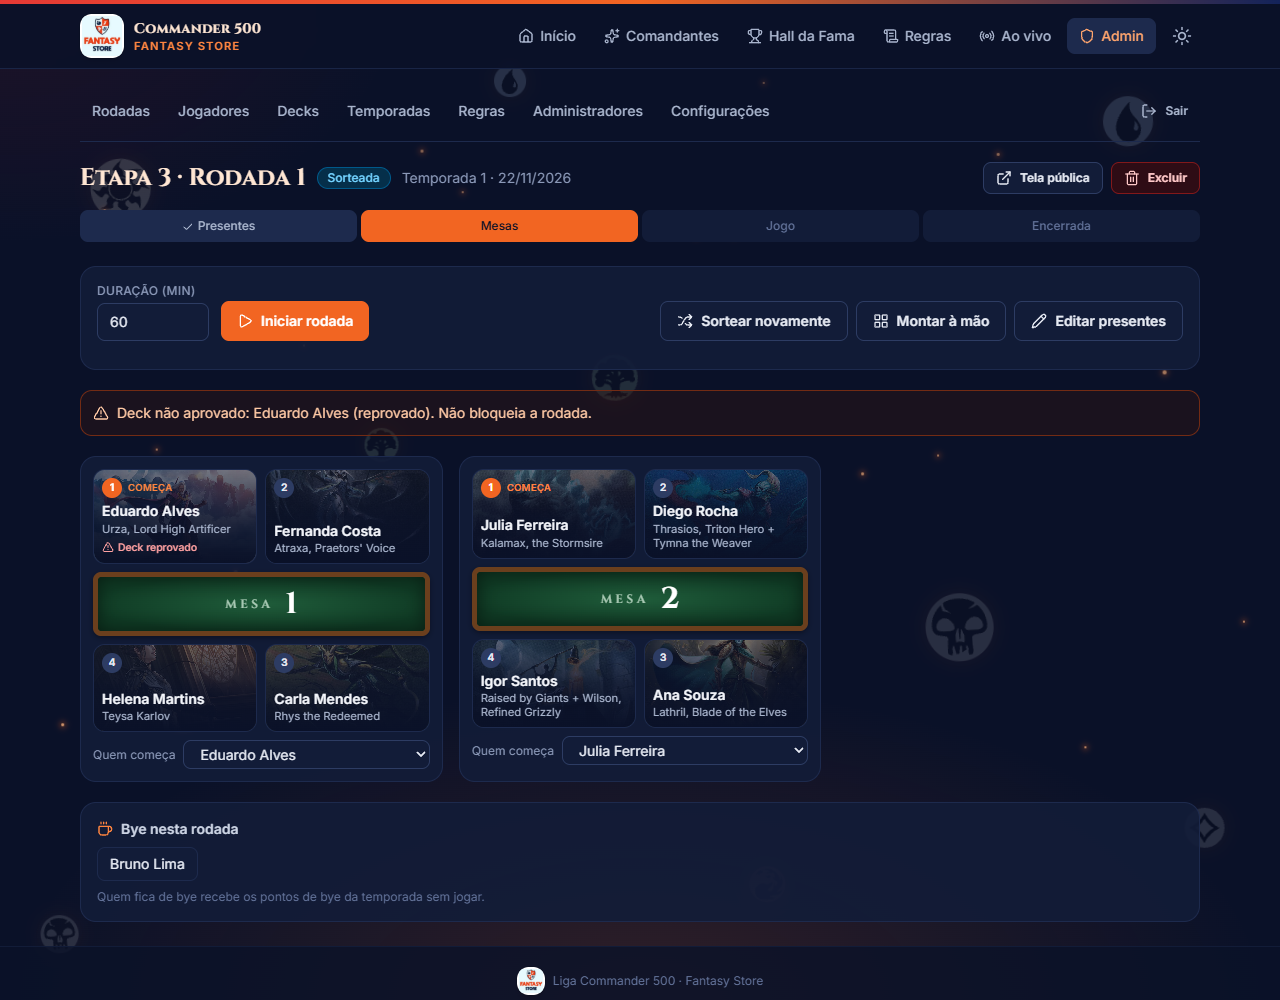 FANTASY STORE
Commander 500
FANTASY STORE
Início
Comandantes
Hall da Fama
Regras
Ao vivo
Admin
Rodadas
Jogadores
Decks
Temporadas
Regras
Administradores
Configurações
Sair
Etapa 3 · Rodada 1
Sorteada
Temporada 1 · 22/11/2026
Tela pública
Excluir
Presentes
Mesas
Jogo
Encerrada
DURAÇÃO (MIN)
60
Iniciar rodada
Sortear novamente
Montar à mão
Editar presentes
Deck não aprovado: Eduardo Alves (reprovado). Não bloqueia a rodada.
1 COMEÇA
Eduardo Alves
Urza, Lord High Artificer
Deck reprovado
2
Fernanda Costa
Atraxa, Praetors' Voice
MESA 1
4
Helena Martins
Teysa Karlov
3
Carla Mendes
Rhys the Redeemed
Quem começa
Eduardo Alves
1 COMEÇA
Julia Ferreira
Kalamax, the Stormsire
2
Diego Rocha
Thrasios, Triton Hero +
Tymna the Weaver
MESA 2
4
Igor Santos
Raised by Giants + Wilson,
Refined Grizzly
3
Ana Souza
Lathril, Blade of the Elves
Quem começa
Julia Ferreira
Bye nesta rodada
Bruno Lima
Quem fica de bye recebe os pontos de bye da temporada sem jogar.
FANTASY STORE
Liga Commander 500 · Fantasy Store